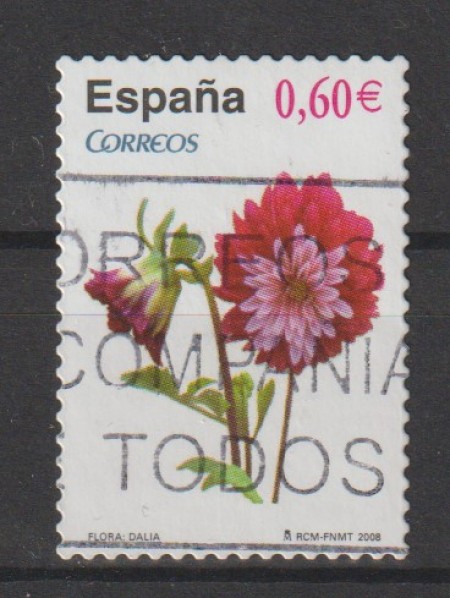 España 0,60€
CORREOS
ORREOS
COMPAÑIA
TODOS
FLORA: DALIA RCM-FNMT 2008